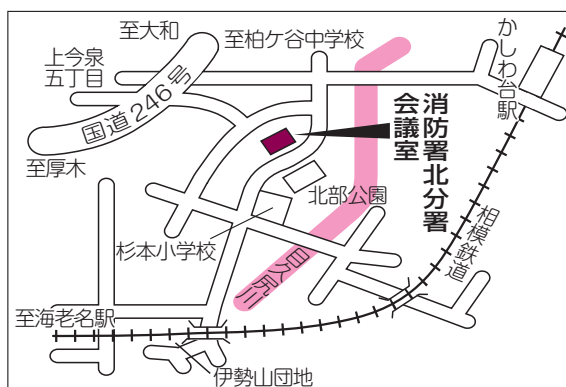 至大和
至柏ケ谷中学校
かしわ台駅
上今泉
五丁目
国道246号
消防署北分署
会議室
至厚木
北部公園
杉本小学校
目久尻川
相模鉄道
至海老名駅
伊勢山団地